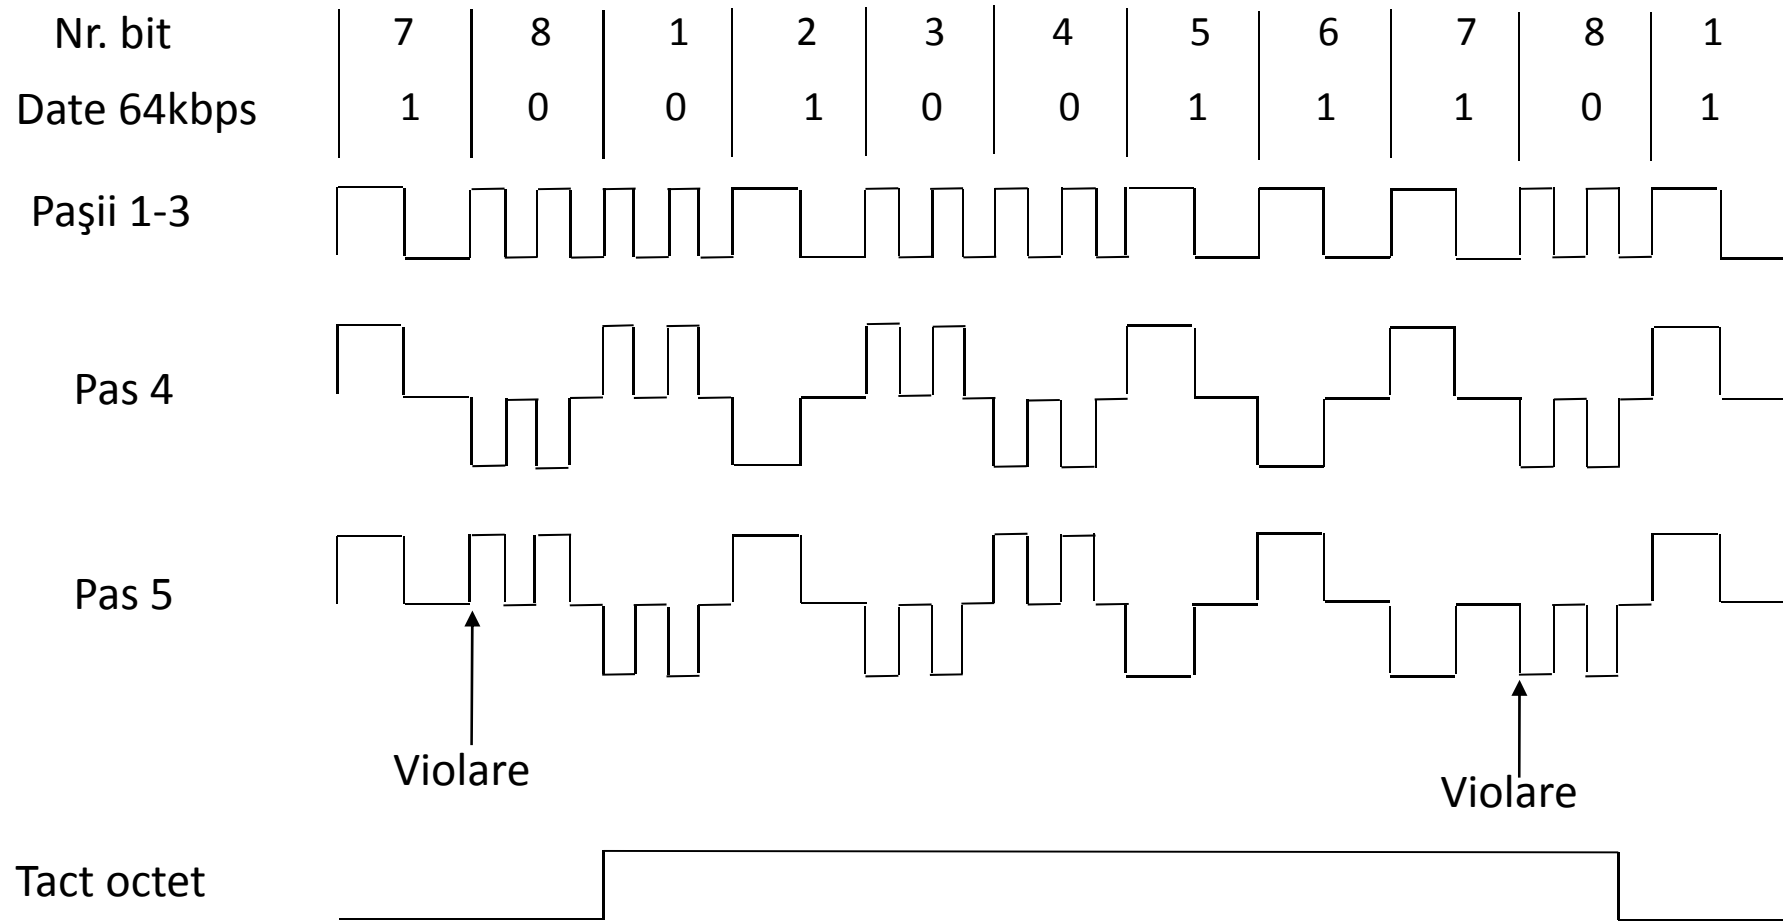 Nr. bit 7 8 1 2 3 4 5 6 7 8 1
Date 64kbps 1 0 0 1 0 0 1 1 1 0 1
Paşii 1-3
Pas 4
Pas 5
Violare
Violare
Tact octet